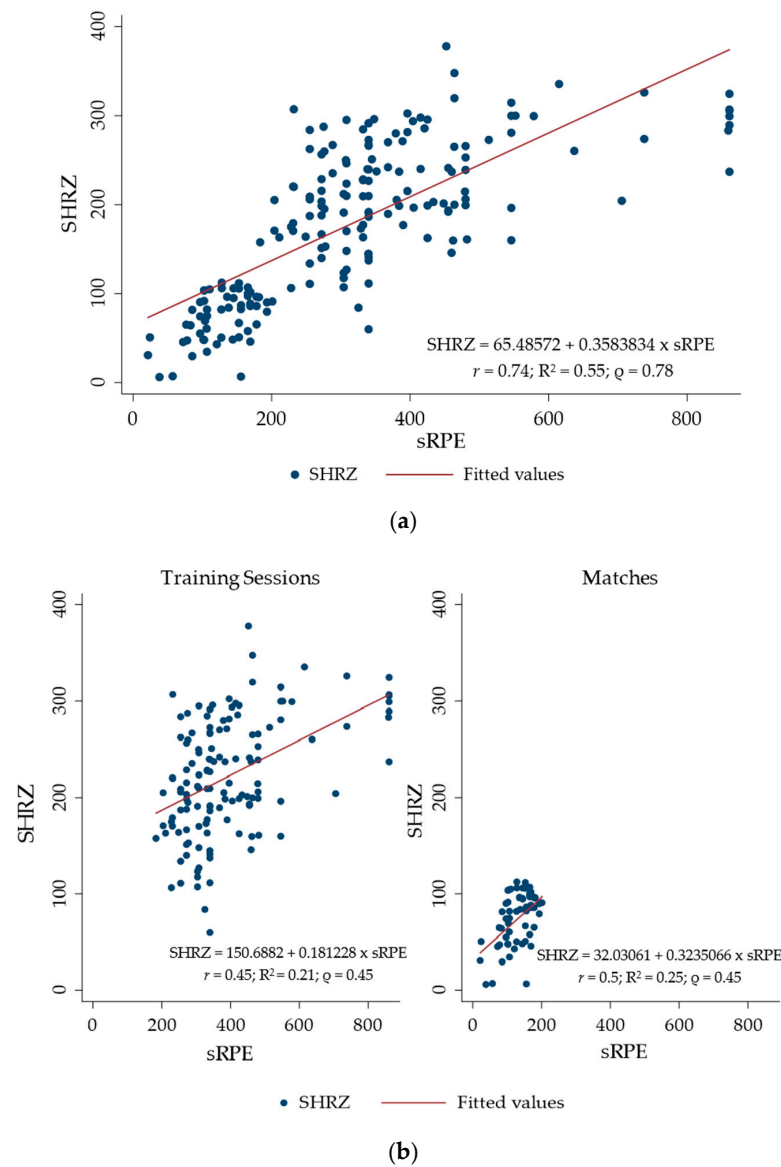 400
300
200
100
0
SHRZ
SHRZ = 65.48572 + 0.3583834 x sRPE
r = 0.74; R² = 0.55; ϱ = 0.78
0 200 400 600 800
sRPE
SHRZ Fitted values
(a)
Training Sessions
400
300
200
100
0
SHRZ
SHRZ = 150.6882 + 0.181228 x sRPE
r = 0.45; R² = 0.21; ϱ = 0.45
0 200 400 600 800
sRPE
Matches
400
300
200
100
0
SHRZ
SHRZ = 32.03061 + 0.3235066 x sRPE
r = 0.5; R² = 0.25; ϱ = 0.45
0 200 400 600 800
sRPE
SHRZ Fitted values
(b)